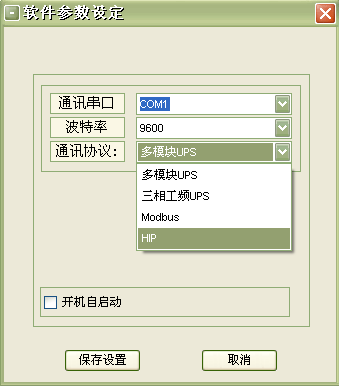 软件参数设定
通讯串口 COM1
波特率 9600
通讯协议: 多模块UPS
多模块UPS
三相工频UPS
Modbus
HIP
开机自启动
保存设置 取消